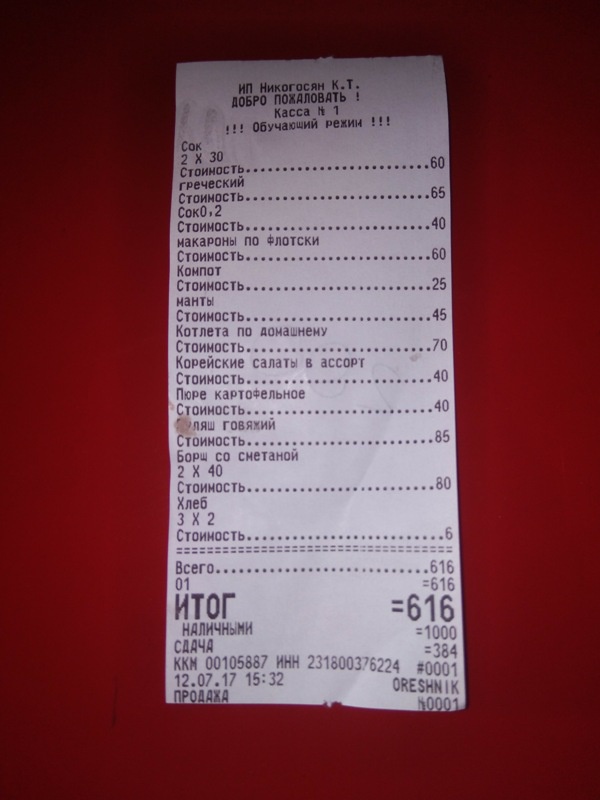 ИП Никогосян К.Т.
ДОБРО ПОЖАЛОВАТЬ !
Касса № 1
!!! Обучающий режим !!!
Сок
2 X 30
Стоимость..........................60
греческий
Стоимость..........................65
Сок0,2
Стоимость..........................40
макароны по флотски
Стоимость..........................60
Компот
Стоимость..........................25
манты
Стоимость..........................45
Котлета по домашнему
Стоимость..........................70
Корейские салаты в ассорт
Стоимость..........................40
Пюре картофельное
Стоимость..........................40
уляш говяжий
Стоимость..........................85
Борщ со сметаной
2 X 40
Стоимость..........................80
Хлеб
3 X 2
Стоимость...........................6
====================================
Всего.............................616
01 =616
ИТОГ =616
НАЛИЧНЫМИ =1000
СДАЧА =384
ККМ 00105887 ИНН 231800376224 #0001
12.07.17 15:32 ORESHNIK
ПРОДАЖА №0001